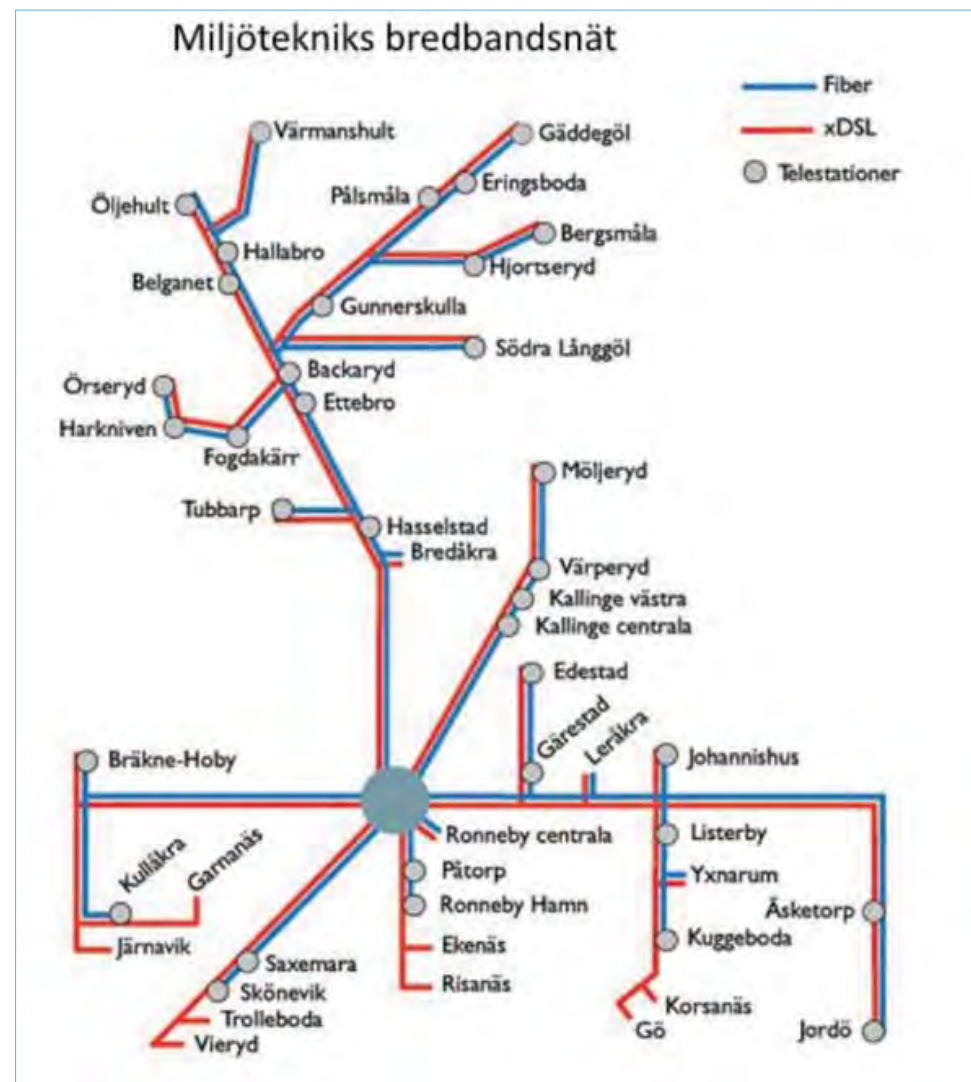 Miljötekniks bredbandsnät
Fiber
xDSL
Telestationer
Värmanshult
Gäddegöl
Eringsboda
Pålsmåla
Öljehult
Bergsmåla
Hallabro
Hjortseryd
Belganet
Gunnerskulla
Södra Långgöl
Backaryd
Örseryd
Ettebro
Harkniven
Fogdakärr
Möljeryd
Tubbarp
Hasselstad
Bredåkra
Värperyd
Kallinge västra
Kallinge centrala
Edestad
Gärestad
Leråkra
Bräkne-Hoby
Johannishus
Ronneby centrala
Listerby
Kullåkra
Garnanäs
Påtorp
Yxnarum
Ronneby Hamn
Äsketorp
Kuggeboda
Järnavik
Ekenäs
Saxemara
Risanäs
Skönevik
Korsanäs
Trolleboda
Gö
Jordö
Vieryd